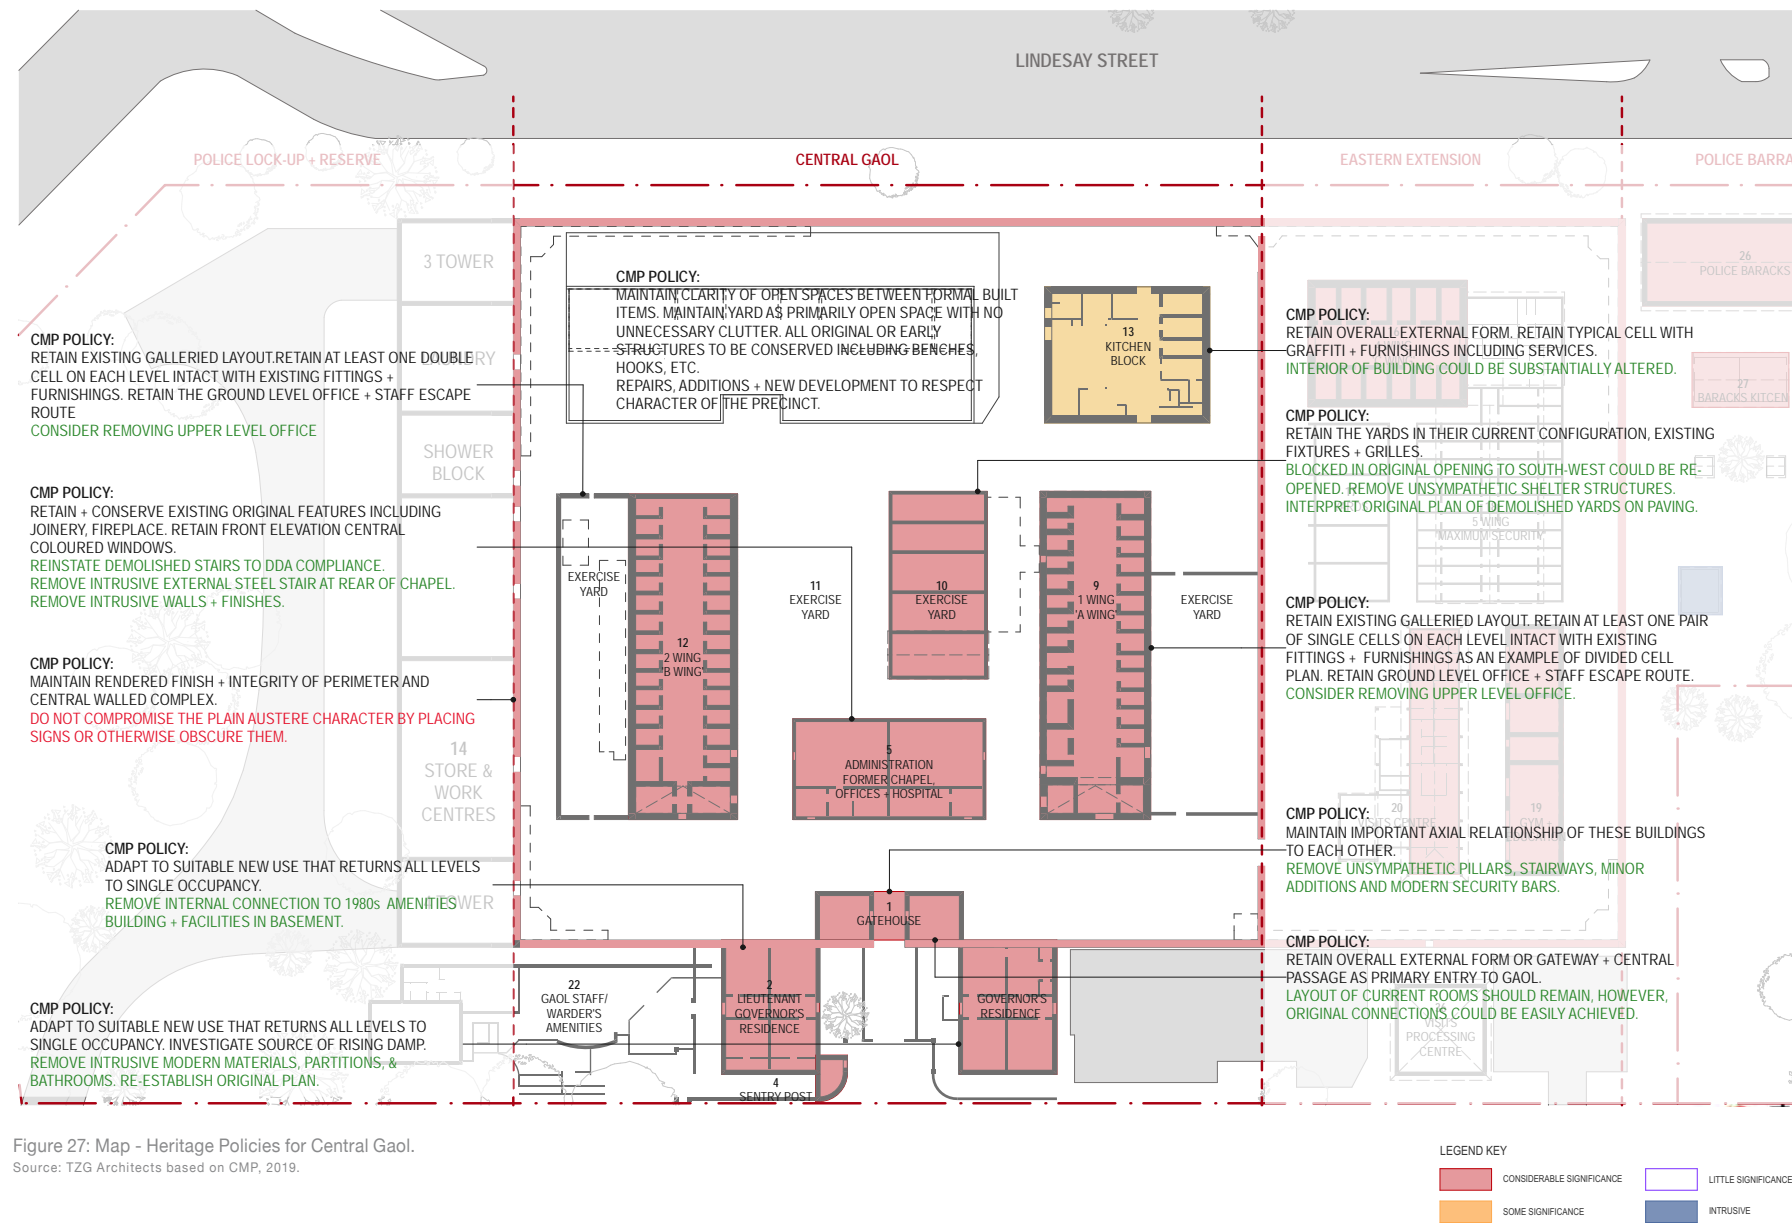 LINDESAY STREET
POLICE LOCK-UP + RESERVE
CENTRAL GAOL
EASTERN EXTENSION
POLICE BARRA
3 TOWER
SHOWER
BLOCK
14
STORE &
WORK
CENTRES
TOWER
CMP POLICY:
RETAIN EXISTING GALLERIED LAYOUT.RETAIN AT LEAST ONE DOUBLE
CELL ON EACH LEVEL INTACT WITH EXISTING FITTINGS +
FURNISHINGS. RETAIN THE GROUND LEVEL OFFICE + STAFF ESCAPE
ROUTE
CONSIDER REMOVING UPPER LEVEL OFFICE
CMP POLICY:
RETAIN + CONSERVE EXISTING ORIGINAL FEATURES INCLUDING
JOINERY, FIREPLACE. RETAIN FRONT ELEVATION CENTRAL
COLOURED WINDOWS.
REINSTATE DEMOLISHED STAIRS TO DDA COMPLIANCE.
REMOVE INTRUSIVE EXTERNAL STEEL STAIR AT REAR OF CHAPEL.
REMOVE INTRUSIVE WALLS + FINISHES.
CMP POLICY:
MAINTAIN RENDERED FINISH + INTEGRITY OF PERIMETER AND
CENTRAL WALLED COMPLEX.
DO NOT COMPROMISE THE PLAIN AUSTERE CHARACTER BY PLACING
SIGNS OR OTHERWISE OBSCURE THEM.
CMP POLICY:
ADAPT TO SUITABLE NEW USE THAT RETURNS ALL LEVELS
TO SINGLE OCCUPANCY.
REMOVE INTERNAL CONNECTION TO 1980s AMENITIES
BUILDING + FACILITIES IN BASEMENT.
CMP POLICY:
ADAPT TO SUITABLE NEW USE THAT RETURNS ALL LEVELS TO
SINGLE OCCUPANCY. INVESTIGATE SOURCE OF RISING DAMP.
REMOVE INTRUSIVE MODERN MATERIALS, PARTITIONS, &
BATHROOMS. RE-ESTABLISH ORIGINAL PLAN.
CMP POLICY:
MAINTAIN CLARITY OF OPEN SPACES BETWEEN FORMAL BUILT
ITEMS. MAINTAIN YARD AS PRIMARILY OPEN SPACE WITH NO
UNNECESSARY CLUTTER. ALL ORIGINAL OR EARLY
STRUCTURES TO BE CONSERVED INCLUDING BENCHES,
HOOKS, ETC.
REPAIRS, ADDITIONS + NEW DEVELOPMENT TO RESPECT
CHARACTER OF THE PRECINCT.
13
KITCHEN
BLOCK
EXERCISE
YARD
12
2 WING
'B WING'
11
EXERCISE
YARD
10
EXERCISE
YARD
9
1 WING
'A WING'
EXERCISE
YARD
5
ADMINISTRATION
FORMER CHAPEL,
OFFICES + HOSPITAL
1
GATEHOUSE
22
GAOL STAFF/
WARDER'S
AMENITIES
2
LIEUTENANT
GOVERNOR'S
RESIDENCE
GOVERNOR'S
RESIDENCE
4
SENTRY POST
CMP POLICY:
RETAIN OVERALL EXTERNAL FORM. RETAIN TYPICAL CELL WITH
GRAFFITI + FURNISHINGS INCLUDING SERVICES.
INTERIOR OF BUILDING COULD BE SUBSTANTIALLY ALTERED.
CMP POLICY:
RETAIN THE YARDS IN THEIR CURRENT CONFIGURATION, EXISTING
FIXTURES + GRILLES.
BLOCKED IN ORIGINAL OPENING TO SOUTH-WEST COULD BE RE-
OPENED. REMOVE UNSYMPATHETIC SHELTER STRUCTURES.
INTERPRET ORIGINAL PLAN OF DEMOLISHED YARDS ON PAVING.
5 WING
MAXIMUM SECURITY
CMP POLICY:
RETAIN EXISTING GALLERIED LAYOUT. RETAIN AT LEAST ONE PAIR
OF SINGLE CELLS ON EACH LEVEL INTACT WITH EXISTING
FITTINGS + FURNISHINGS AS AN EXAMPLE OF DIVIDED CELL
PLAN. RETAIN GROUND LEVEL OFFICE + STAFF ESCAPE ROUTE.
CONSIDER REMOVING UPPER LEVEL OFFICE.
20
VISITS CENTRE
19
GYM +
CMP POLICY:
MAINTAIN IMPORTANT AXIAL RELATIONSHIP OF THESE BUILDINGS
TO EACH OTHER.
REMOVE UNSYMPATHETIC PILLARS, STAIRWAYS, MINOR
ADDITIONS AND MODERN SECURITY BARS.
CMP POLICY:
RETAIN OVERALL EXTERNAL FORM OR GATEWAY + CENTRAL
PASSAGE AS PRIMARY ENTRY TO GAOL.
LAYOUT OF CURRENT ROOMS SHOULD REMAIN, HOWEVER,
ORIGINAL CONNECTIONS COULD BE EASILY ACHIEVED.
VISITS
PROCESSING
CENTRE
26
POLICE BARACKS
27
BARACKS KITCEN
Figure 27: Map - Heritage Policies for Central Gaol.
Source: TZG Architects based on CMP, 2019.
LEGEND KEY
CONSIDERABLE SIGNIFICANCE
LITTLE SIGNIFICANCE
SOME SIGNIFICANCE
INTRUSIVE